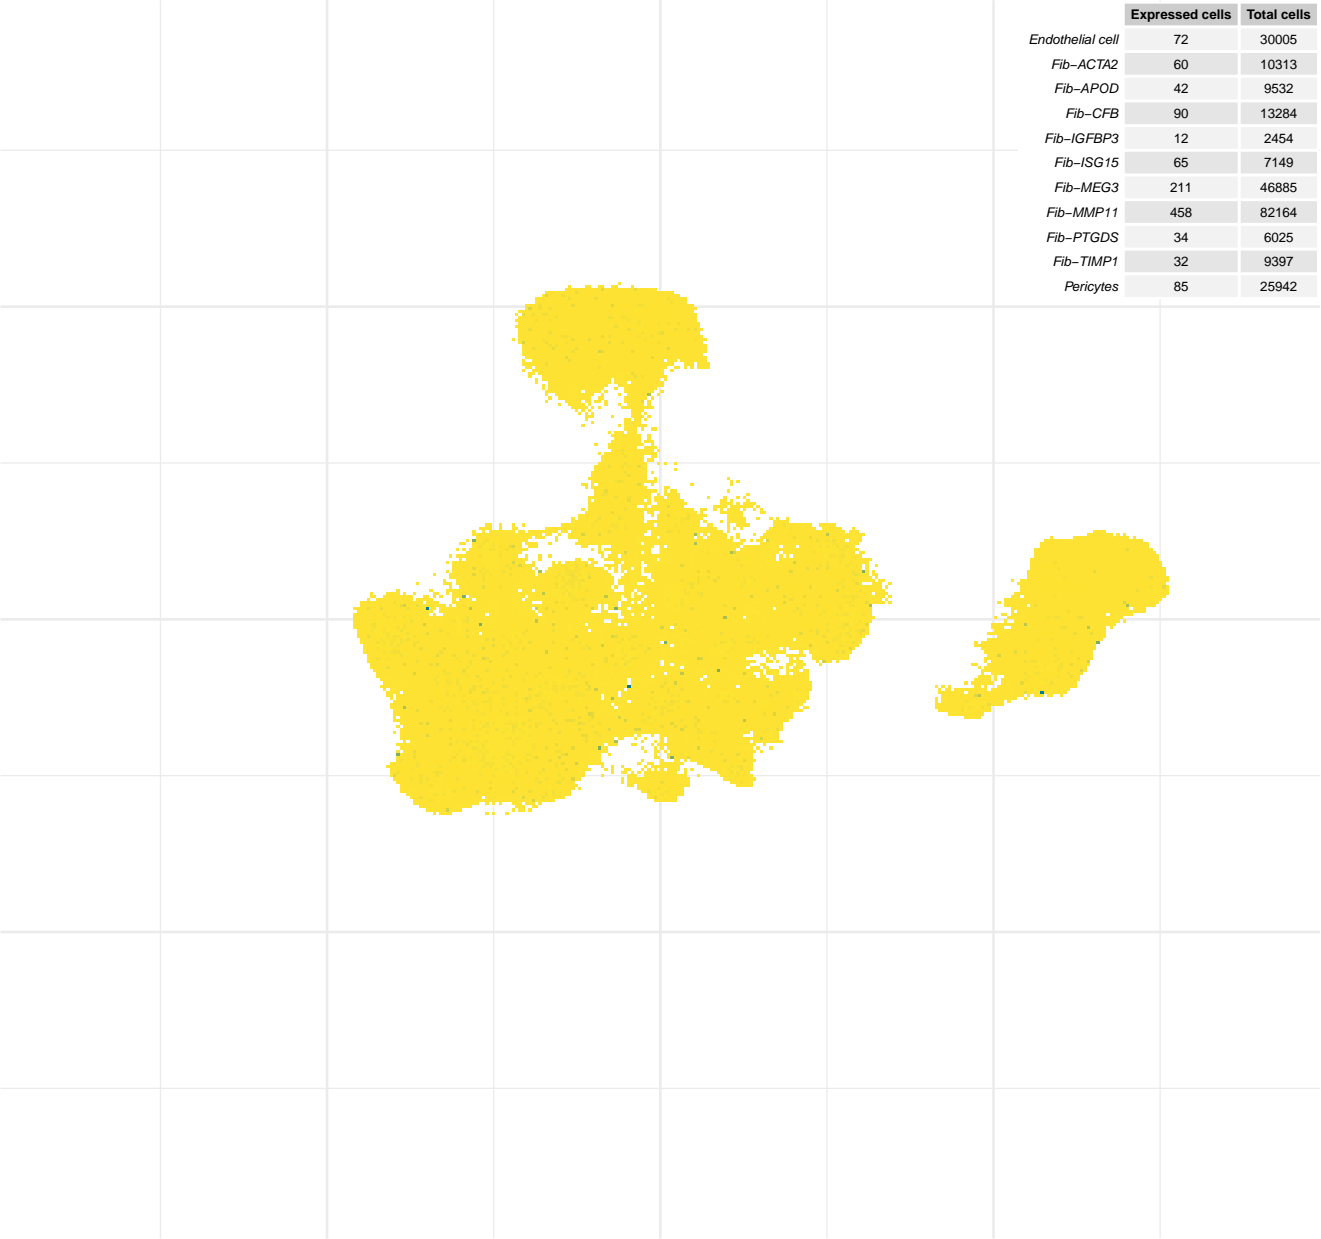 Expressed cells Total cells
Endothelial cell 72 30005
Fib−ACTA2 60 10313
Fib−APOD 42 9532
Fib−CFB 90 13284
Fib−IGFBP3 12 2454
Fib−ISG15 65 7149
Fib−MEG3 211 46885
Fib−MMP11 458 82164
Fib−PTGDS 34 6025
Fib−TIMP1 32 9397
Pericytes 85 25942